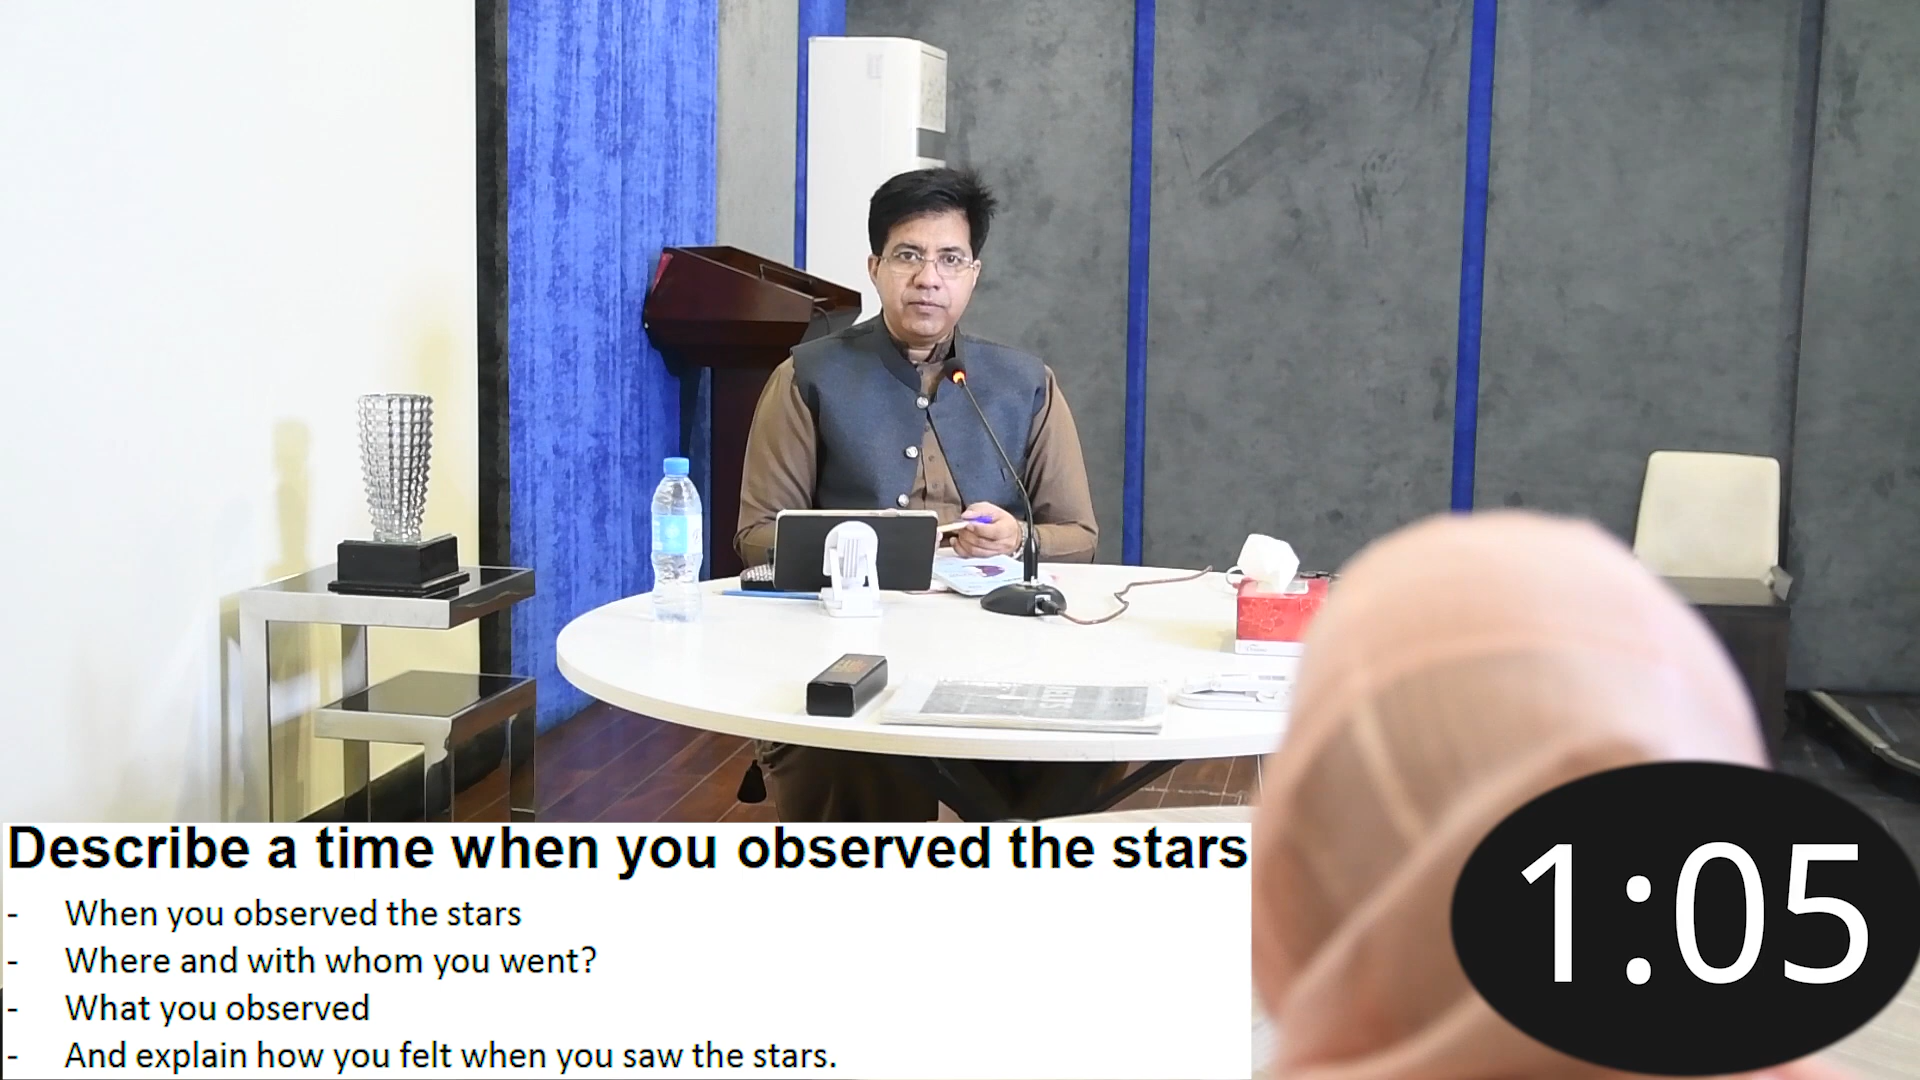 Describe a time when you observed the stars
- When you observed the stars
- Where and with whom you went?
- What you observed
- And explain how you felt when you saw the stars.
1:05